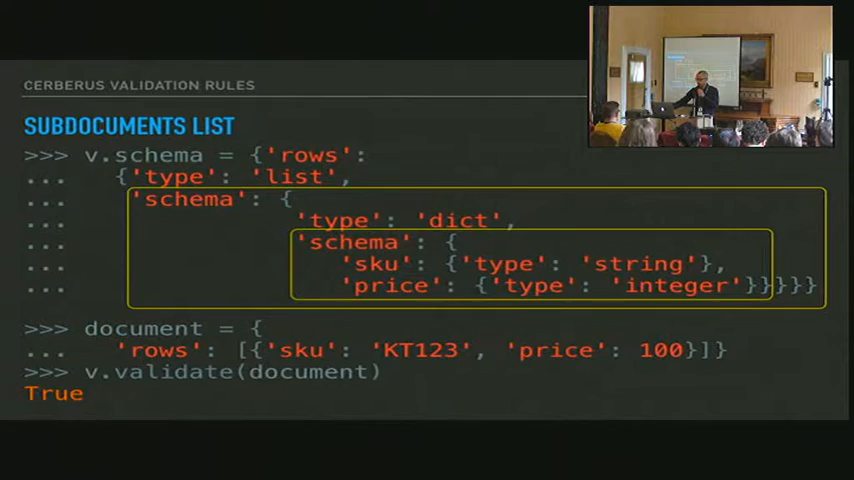 CERBERUS VALIDATION RULES
SUBDOCUMENTS LIST
>>> v.schema = {'rows':
... {'type': 'list',
... 'schema': {
... 'type': 'dict',
... 'schema': {
... 'sku': {'type': 'string'},
... 'price': {'type': 'integer'}}}}}
>>> document = {
... 'rows': [{'sku': 'KT123', 'price': 100}]}
>>> v.validate(document)
True